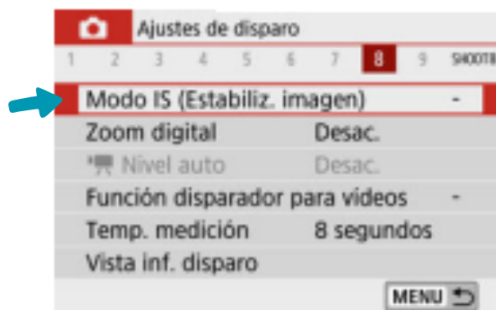 Ajustes de disparo
1 2 3 4 5 6 7 8 9 SHOOT8
Modo IS (Estabiliz. imagen) -
Zoom digital Desac.
Nivel auto Desac.
Función disparador para vídeos -
Temp. medición 8 segundos
Vista inf. disparo
MENU